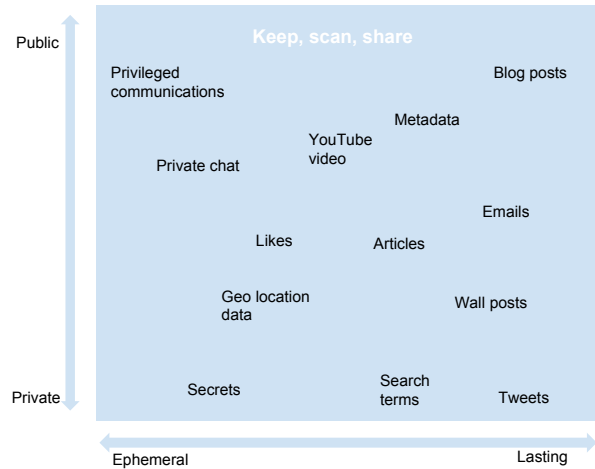 Keep, scan, share
Public
Privileged
communications
Blog posts
Metadata
YouTube
video
Private chat
Emails
Likes
Articles
Geo location
data
Wall posts
Secrets
Search
terms
Tweets
Private
Ephemeral
Lasting